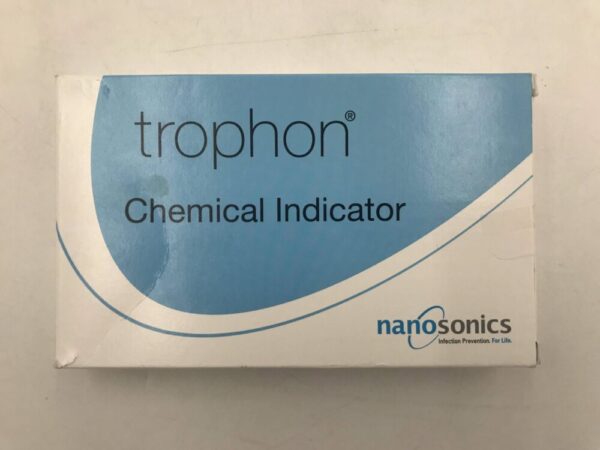 trophon®
Chemical Indicator
nanosonics
Infection Prevention. For Life.